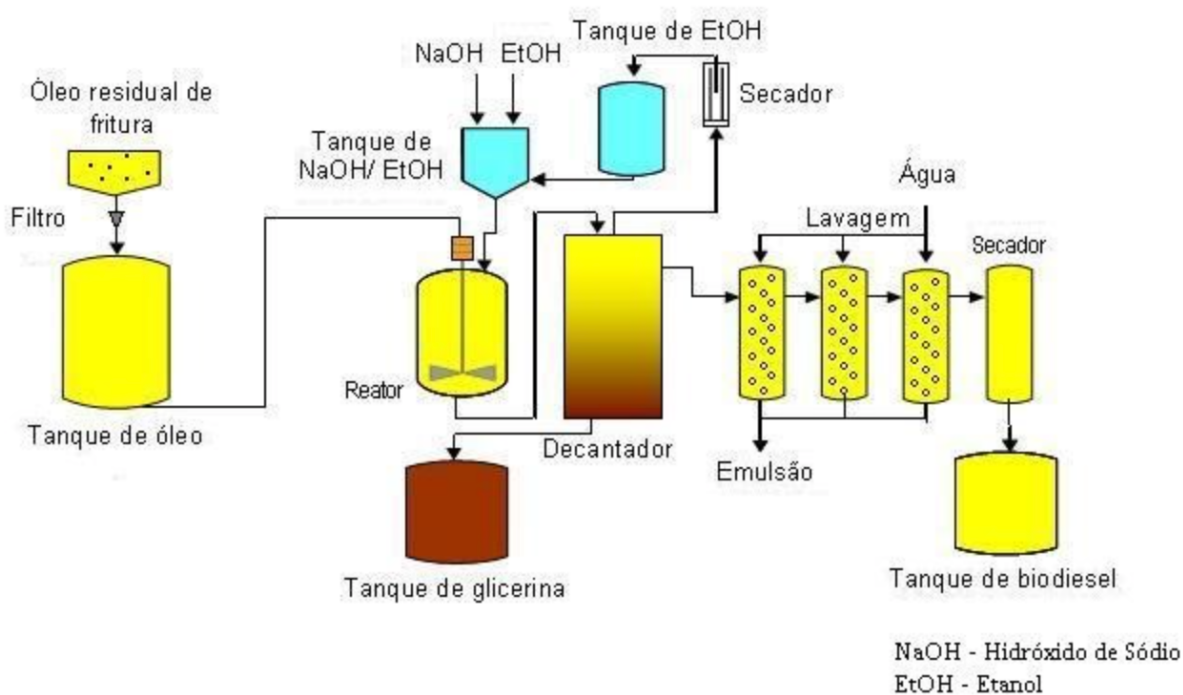 Tanque de EtOH
NaOH EtOH
Óleo residual de
fritura
Secador
Tanque de
NaOH/ EtOH
Água
Filtro
Lavagem
Secador
Reator
Tanque de óleo
Decantador
Emulsão
Tanque de glicerina
Tanque de biodiesel
NaOH - Hidróxido de Sódio
EtOH - Etanol